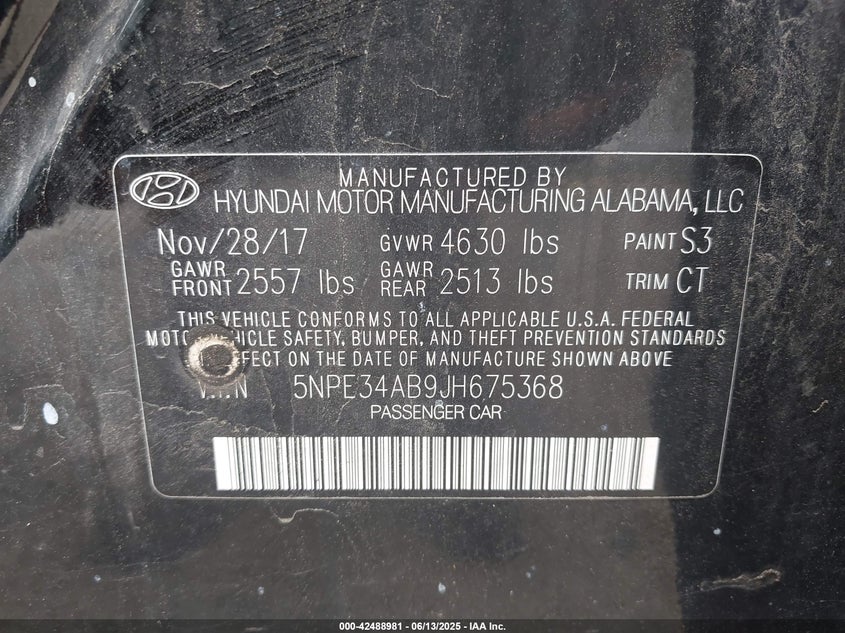 MANUFACTURED BY
HYUNDAI MOTOR MANUFACTURING ALABAMA, LLC
Nov/28/17 GVWR 4630 lbs PAINT S3
GAWR FRONT 2557 lbs GAWR REAR 2513 lbs TRIM CT
THIS VEHICLE CONFORMS TO ALL APPLICABLE U.S.A. FEDERAL
SAFETY, BUMPER, AND THEFT PREVENTION STANDARDS
ON THE DATE OF MANUFACTURE SHOWN ABOVE
5NPE34AB9JH675368
PASSENGER CAR
000-42488981 - 06/13/2025 - IAA Inc.